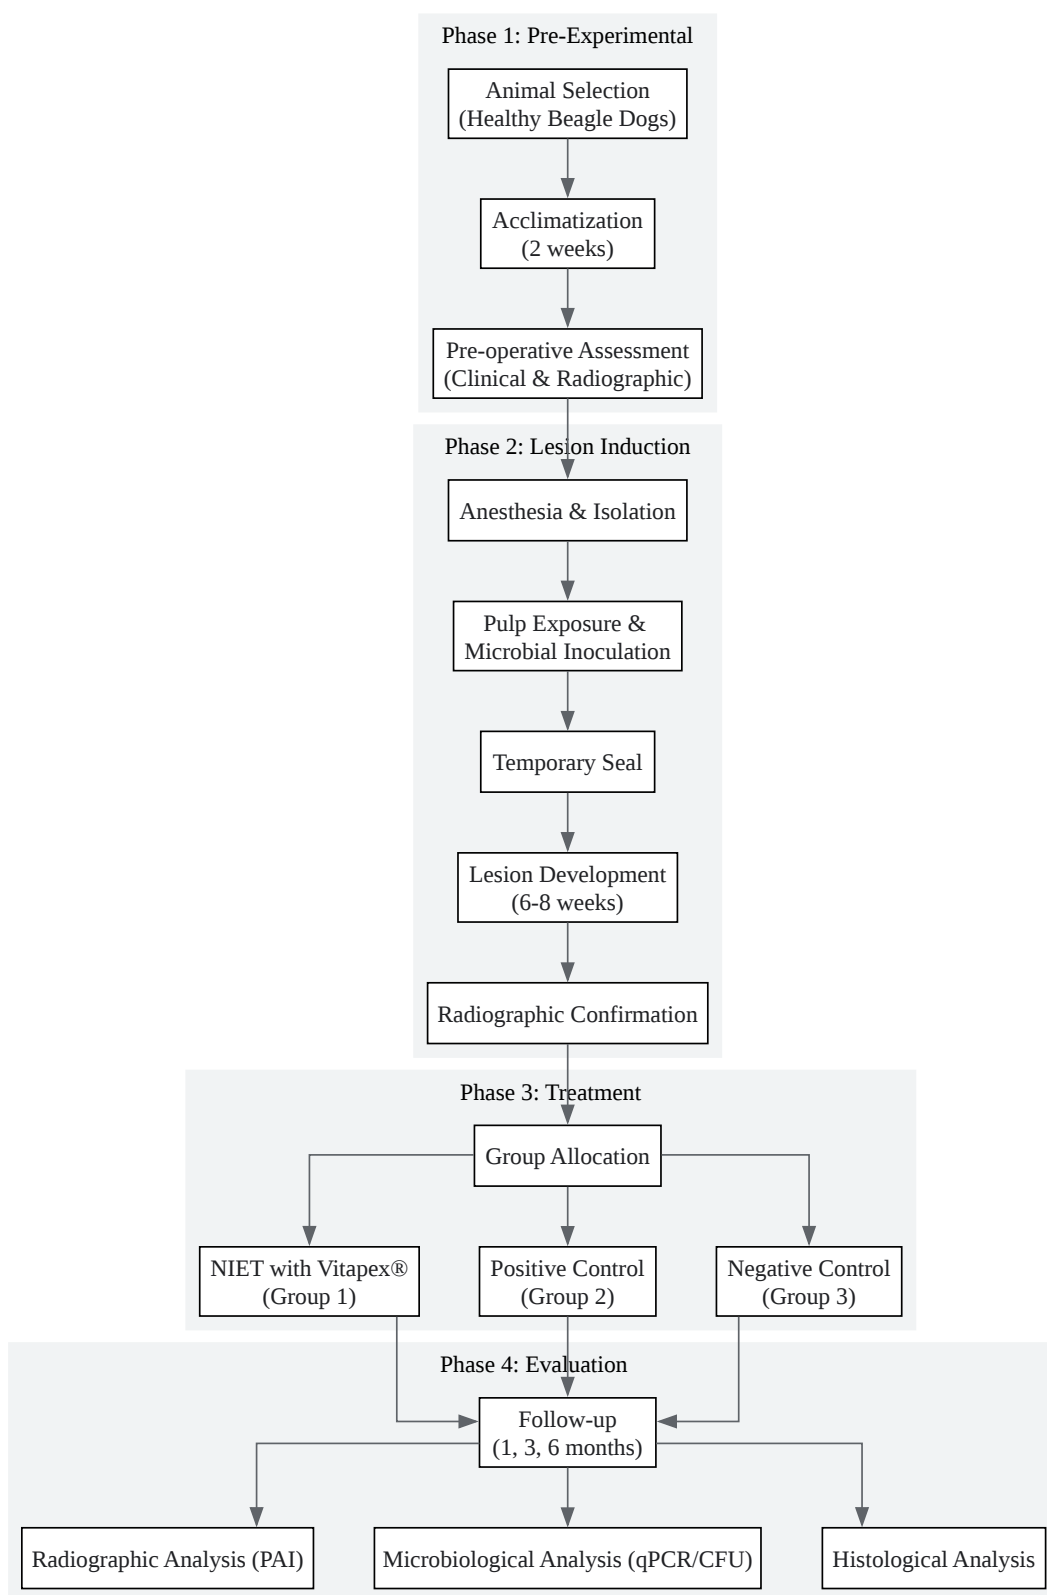 Phase 1: Pre-Experimental
Animal Selection
(Healthy Beagle Dogs)
Acclimatization
(2 weeks)
Pre-operative Assessment
(Clinical & Radiographic)
Phase 2: Lesion Induction
Anesthesia & Isolation
Pulp Exposure &
Microbial Inoculation
Temporary Seal
Lesion Development
(6-8 weeks)
Radiographic Confirmation
Phase 3: Treatment
Group Allocation
NIET with Vitapex®
(Group 1)
Positive Control
(Group 2)
Negative Control
(Group 3)
Phase 4: Evaluation
Follow-up
(1, 3, 6 months)
Radiographic Analysis (PAI)
Microbiological Analysis (qPCR/CFU)
Histological Analysis